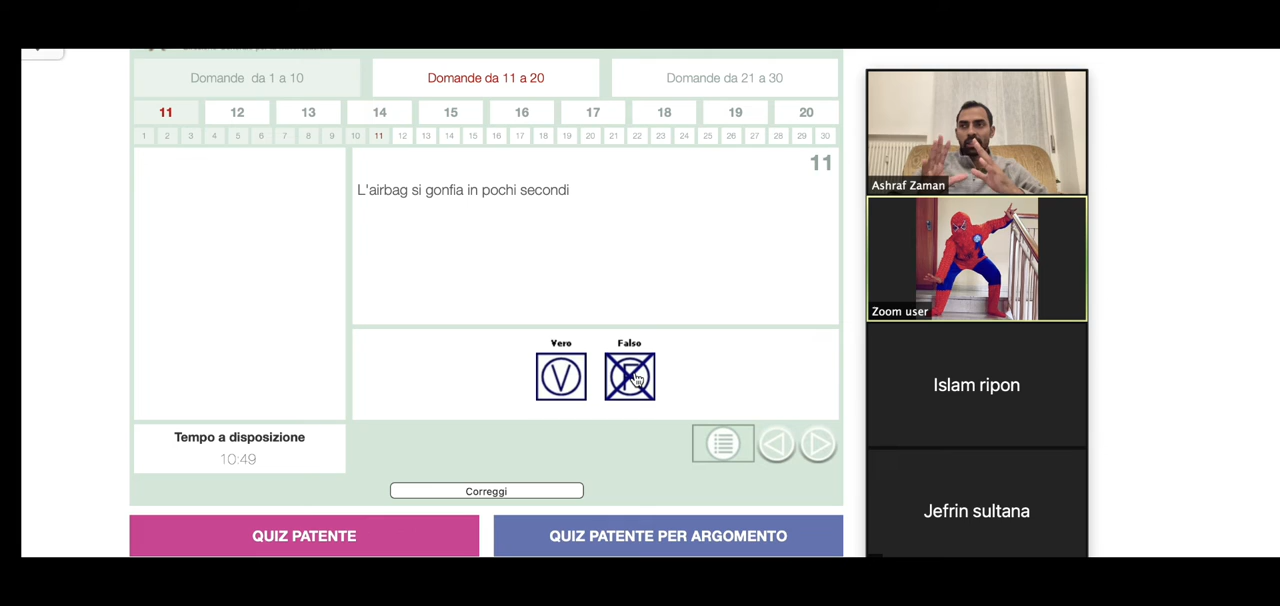 Domande da 1 a 10
Domande da 11 a 20
Domande da 21 a 30
11 12 13 14 15 16 17 18 19 20
1 2 3 4 5 6 7 8 9 10 11 12 13 14 15 16 17 18 19 20 21 22 23 24 25 26 27 28 29 30
11
L'airbag si gonfia in pochi secondi
Vero Falso
V F
Tempo a disposizione
10:49
Correggi
QUIZ PATENTE
QUIZ PATENTE PER ARGOMENTO
Ashraf Zaman
Zoom user
Islam ripon
Jefrin sultana